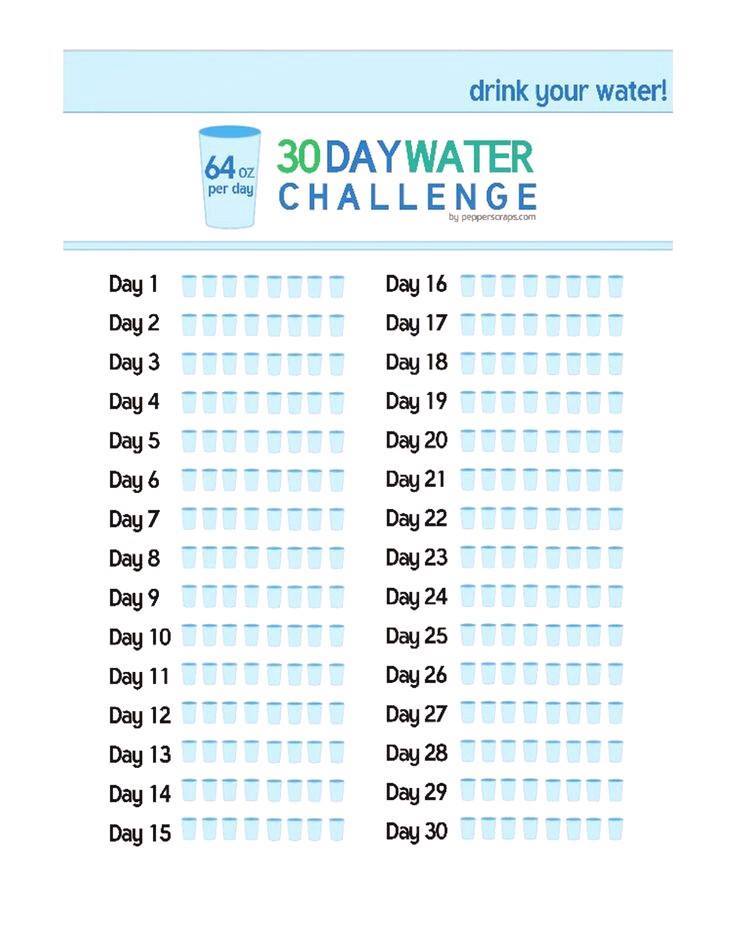 drink your water!
64 oz
per day
30 DAY WATER
CHALLENGE
by pepperscraps.com
Day 1
Day 2
Day 3
Day 4
Day 5
Day 6
Day 7
Day 8
Day 9
Day 10
Day 11
Day 12
Day 13
Day 14
Day 15
Day 16
Day 17
Day 18
Day 19
Day 20
Day 21
Day 22
Day 23
Day 24
Day 25
Day 26
Day 27
Day 28
Day 29
Day 30